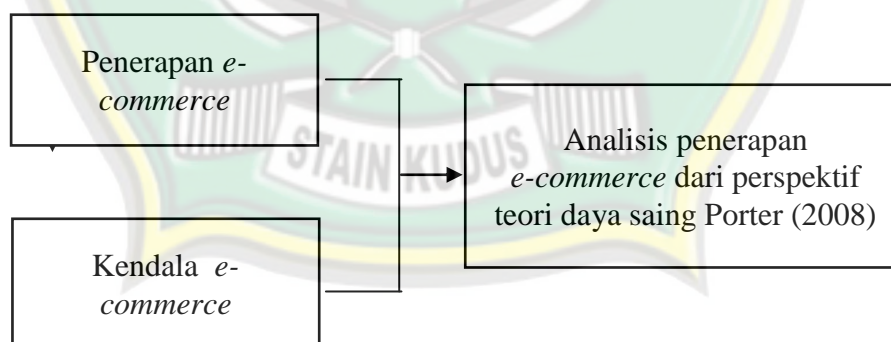 Penerapan e-
commerce
STAIN KUDUS
Analisis penerapan
e-commerce dari perspektif
teori daya saing Porter (2008)
Kendala e-
commerce